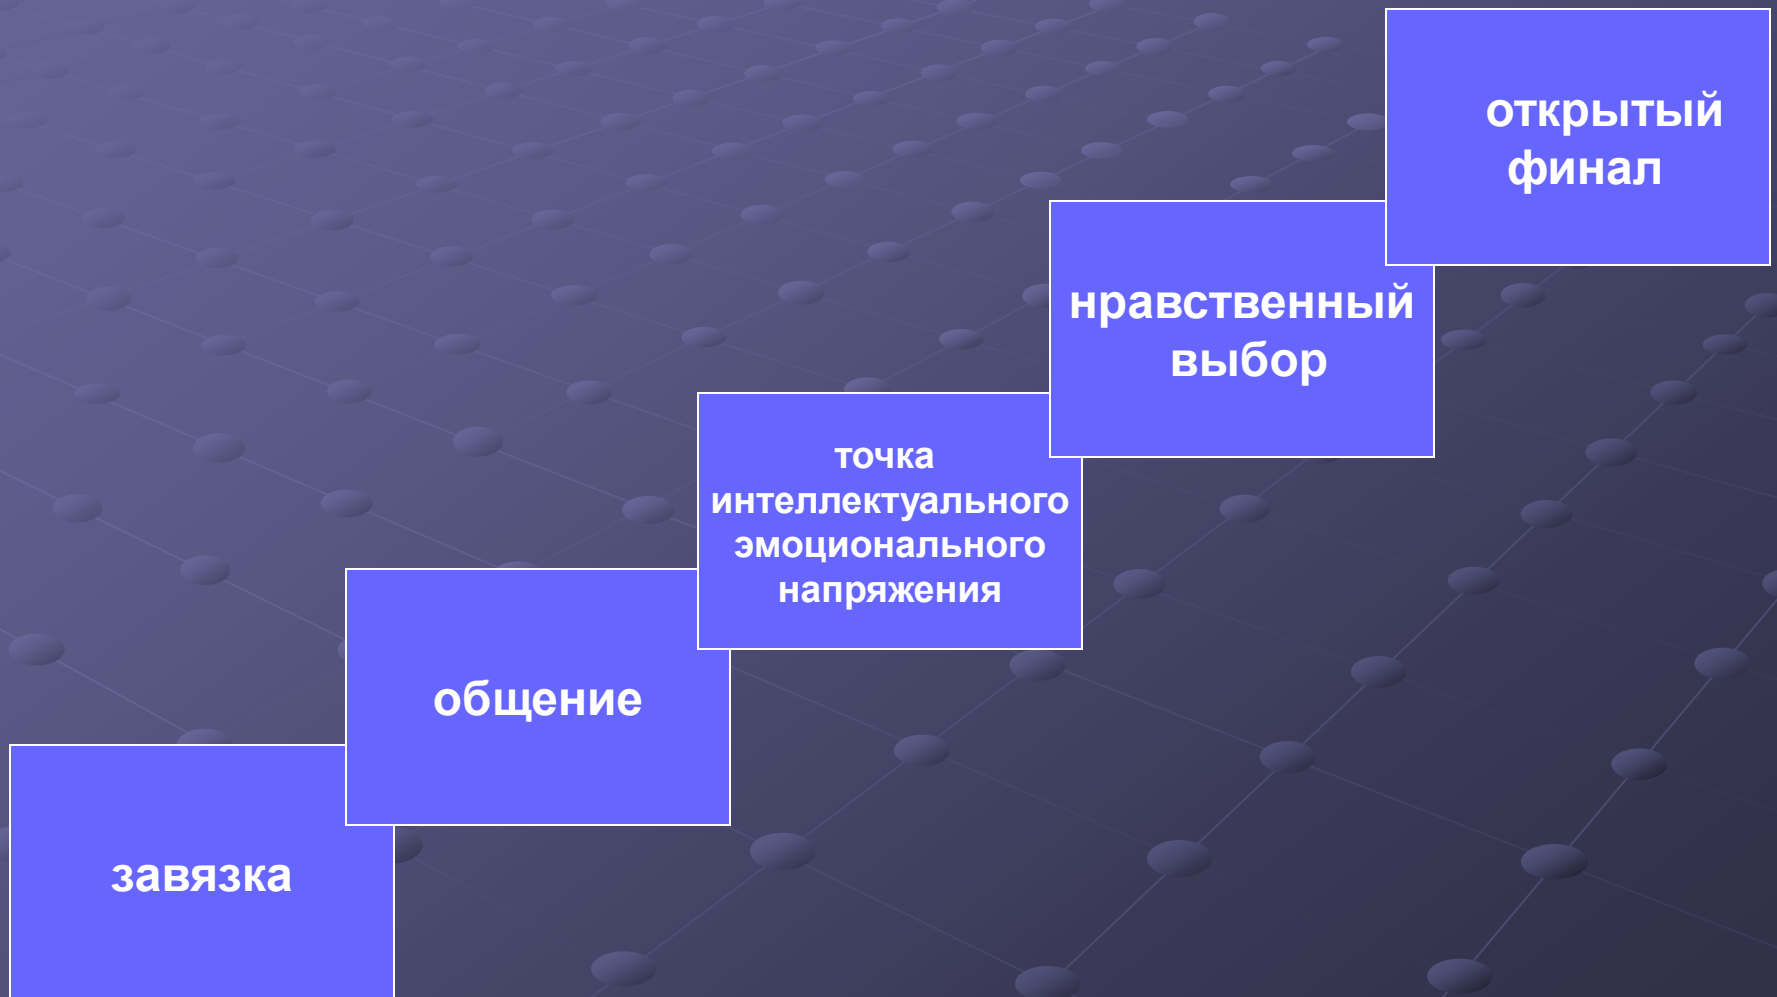 открытый
финал
нравственный
выбор
точка
интеллектуального
эмоционального
напряжения
общение
завязка